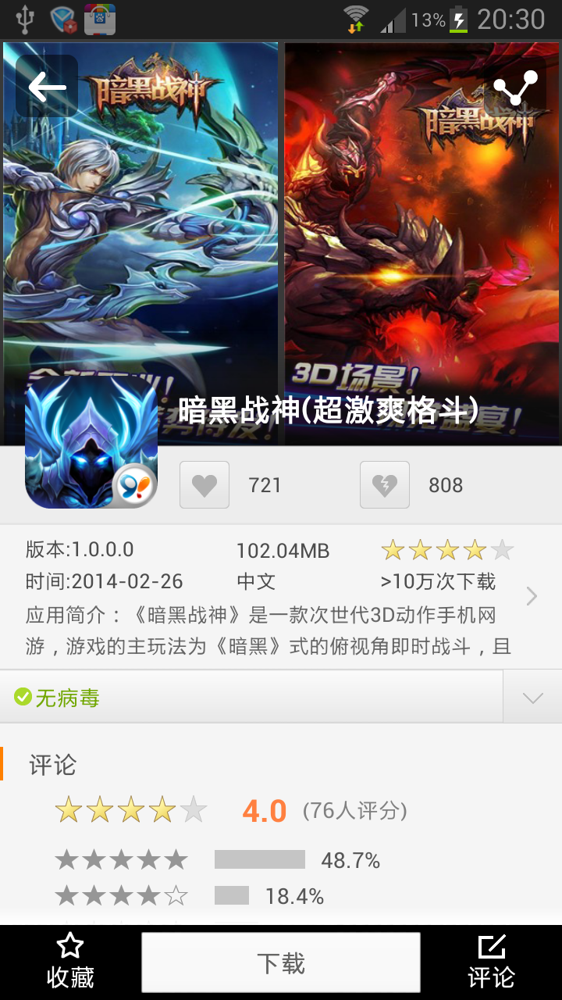 13% 20:30
暗黑战神
暗黑战神
3D场景!
暗黑战神(超激爽格斗)
721 808
版本:1.0.0.0 102.04MB
时间:2014-02-26 中文 >10万次下载
应用简介：《暗黑战神》是一款次世代3D动作手机网
游，游戏的主玩法为《暗黑》式的俯视角即时战斗，且
无病毒
评论
4.0 (76人评分)
48.7%
18.4%
收藏 下载 评论